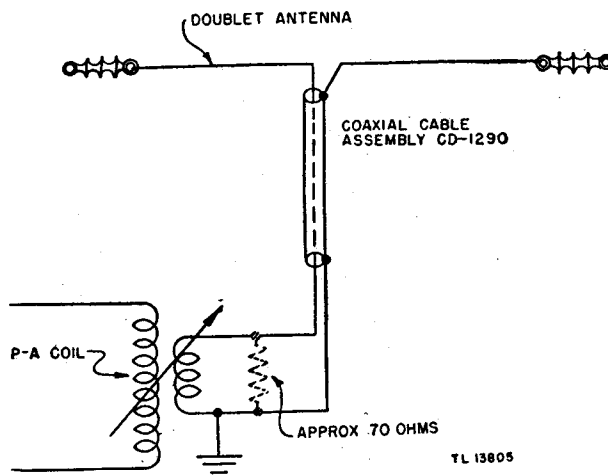 DOUBLET ANTENNA
COAXIAL CABLE
ASSEMBLY CD-1290
P-A COIL
APPROX 70 OHMS
TL 13805